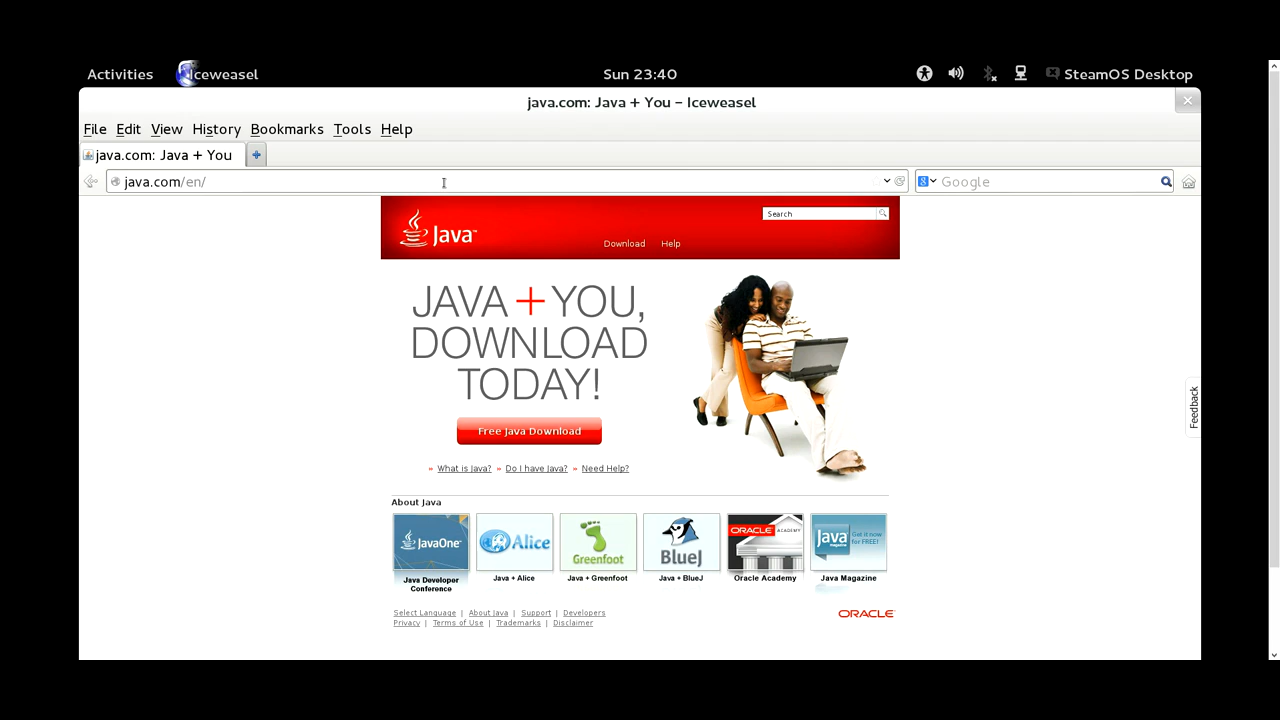 Activities Iceweasel Sun 23:40 SteamOS Desktop
java.com: Java + You – Iceweasel
File Edit View History Bookmarks Tools Help
java.com: Java + You
java.com/en/ Google
Java™ Search
Download Help
JAVA + YOU,
DOWNLOAD
TODAY!
Free Java Download
» What is Java? » Do I have Java? » Need Help?
Feedback
About Java
JavaOne™
Alice
Greenfoot
BlueJ
ORACLE ACADEMY
Java magazine
Get it now
for FREE!
Java Developer
Conference
Java + Alice
Java + Greenfoot
Java + BlueJ
Oracle Academy
Java Magazine
Select Language | About Java | Support | Developers
Privacy | Terms of Use | Trademarks | Disclaimer
ORACLE